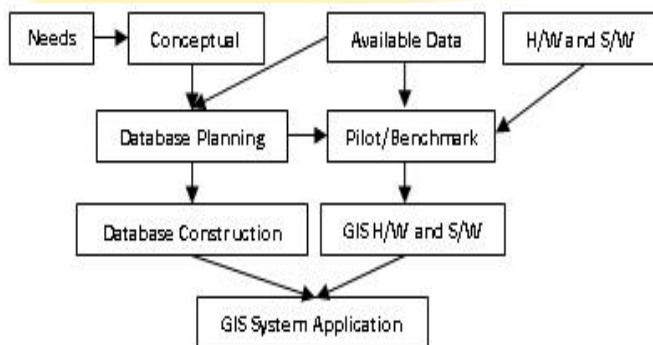 Needs
Conceptual
Available Data
H/W and S/W
Database Planning
Pilot/Benchmark
Database Construction
GIS H/W and S/W
GIS System Application